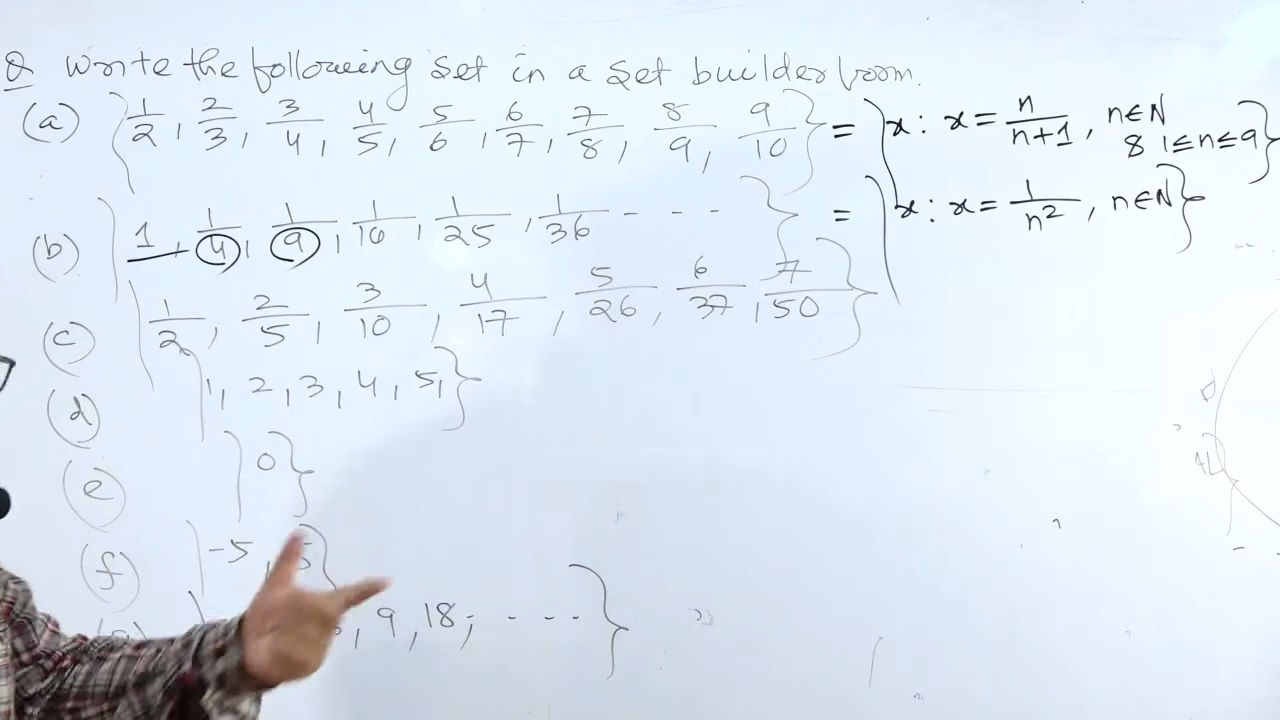 Q Write the following set in a set builder form.
(a) {1/2, 2/3, 3/4, 4/5, 5/6, 6/7, 7/8, 8/9, 9/10} = {x : x = n/n+1, n∈N & 1≤n≤9}
(b) {1, 1/4, 1/9, 1/16, 1/25, 1/36 - - -} = {x : x = 1/n², n∈N}
(c) {1/2, 2/5, 3/10, 4/17, 5/26, 6/37, 7/50}
(d) {1, 2, 3, 4, 5,}
(e) {0}
(f) {-5, 5}
, 9, 18, - - - -}